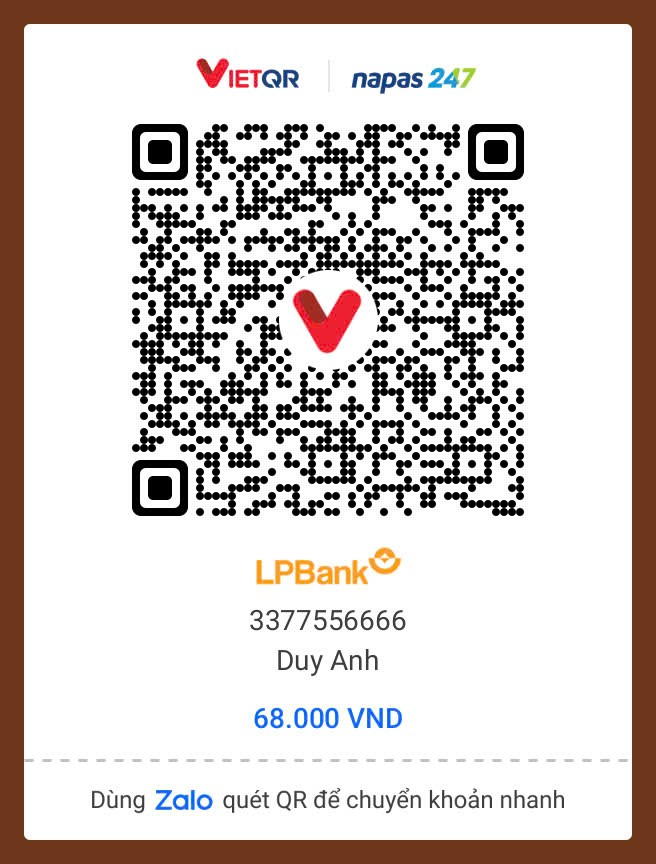 VIETQR napas 247
LPBank
3377556666
Duy Anh
68.000 VND
Dùng Zalo quét QR để chuyển khoản nhanh